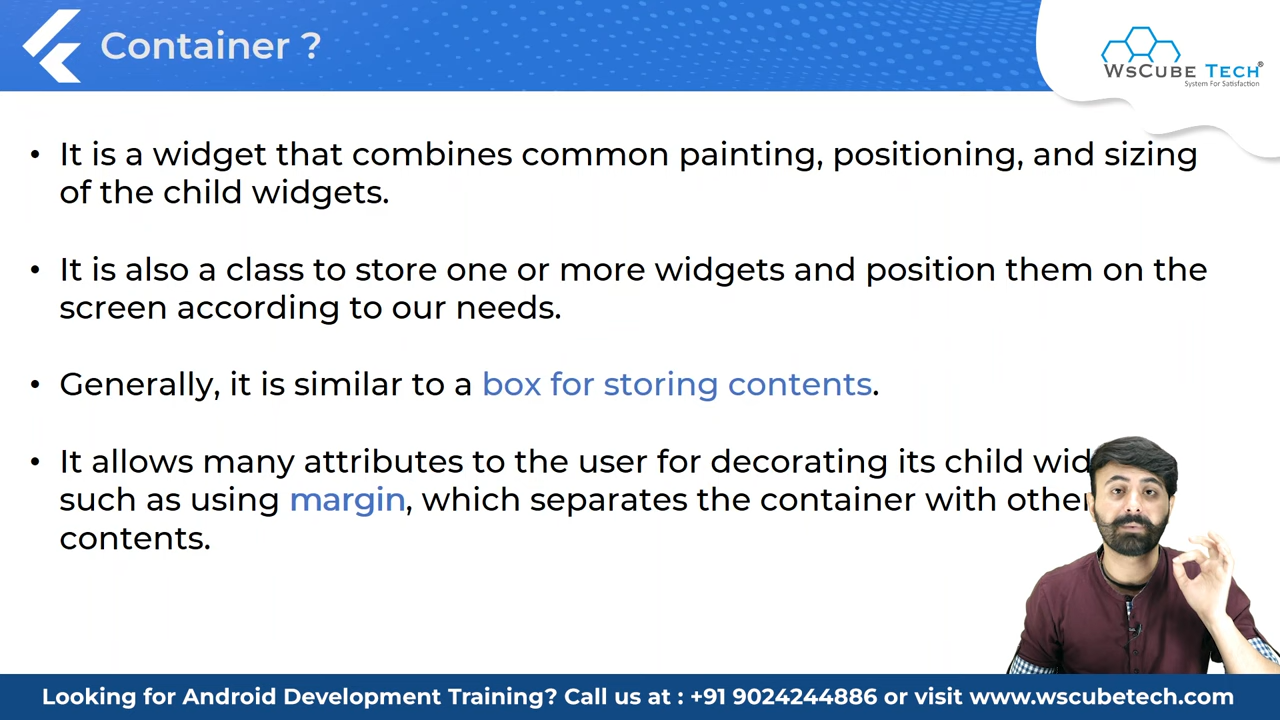 Container ?
WsCube Tech®
System For Satisfaction
• It is a widget that combines common painting, positioning, and sizing
of the child widgets.
• It is also a class to store one or more widgets and position them on the
screen according to our needs.
• Generally, it is similar to a box for storing contents.
• It allows many attributes to the user for decorating its child
such as using margin, which separates the container with other
contents.
Looking for Android Development Training? Call us at : +91 9024244886 or visit www.wscubetech.com